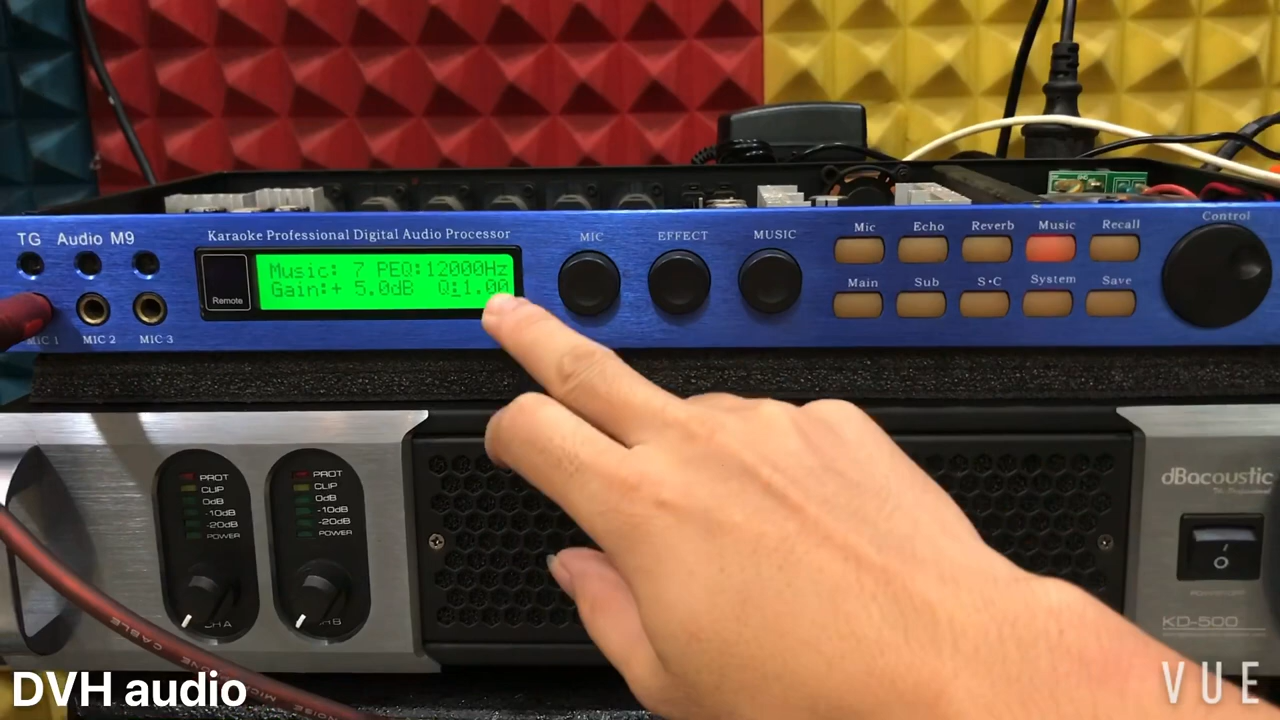 TG Audio M9
Karaoke Professional Digital Audio Processor
Remote
Music: 7 PEQ:12000Hz
Gain:+ 5.0dB Q:1.00
MIC 1 MIC 2 MIC 3
MIC EFFECT MUSIC
Mic Echo Reverb Music Recall
Main Sub S•C System Save
Control
PROT
CLIP
0dB
-10dB
-20dB
POWER
CH A
PROT
CLIP
0dB
-10dB
-20dB
POWER
CH B
dBacoustic
KD-500
DVH audio
VUE